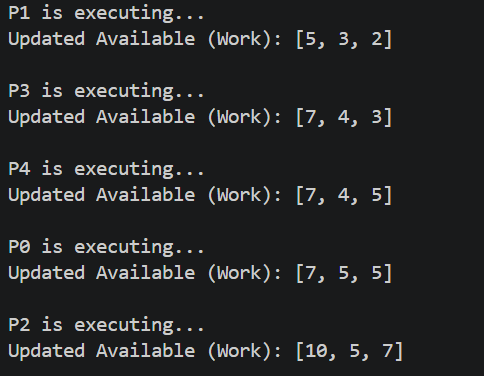 P1 is executing...
Updated Available (Work): [5, 3, 2]
P3 is executing...
Updated Available (Work): [7, 4, 3]
P4 is executing...
Updated Available (Work): [7, 4, 5]
P0 is executing...
Updated Available (Work): [7, 5, 5]
P2 is executing...
Updated Available (Work): [10, 5, 7]